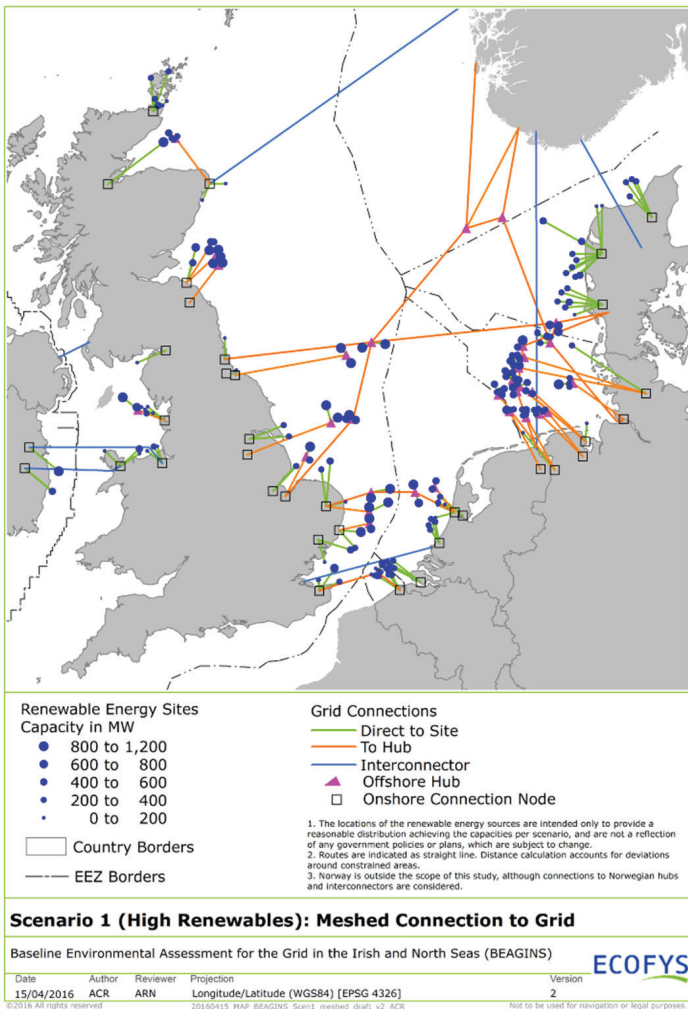 Renewable Energy Sites
Capacity in MW
800 to 1,200
600 to 800
400 to 600
200 to 400
0 to 200
Country Borders
EEZ Borders
Grid Connections
Direct to Site
To Hub
Interconnector
Offshore Hub
Onshore Connection Node
1. The locations of the renewable energy sources are intended only to provide a
reasonable distribution achieving the capacities per scenario, and are not a reflection
of any government policies or plans, which are subject to change.
2. Routes are indicated as straight line. Distance calculation accounts for deviations
around constrained areas.
3. Norway is outside the scope of this study, although connections to Norwegian hubs
and interconnectors are considered.
Scenario 1 (High Renewables): Meshed Connection to Grid
Baseline Environmental Assessment for the Grid in the Irish and North Seas (BEAGINS)
ECOFYS
Date Author Reviewer Projection Version
15/04/2016 ACR ARN Longitude/Latitude (WGS84) [EPSG 4326] 2
©2016 All rights reserved 20160415_MAP_BEAGINS_Scen1_meshed_draft_v2_ACR Not to be used for navigation or legal purposes.